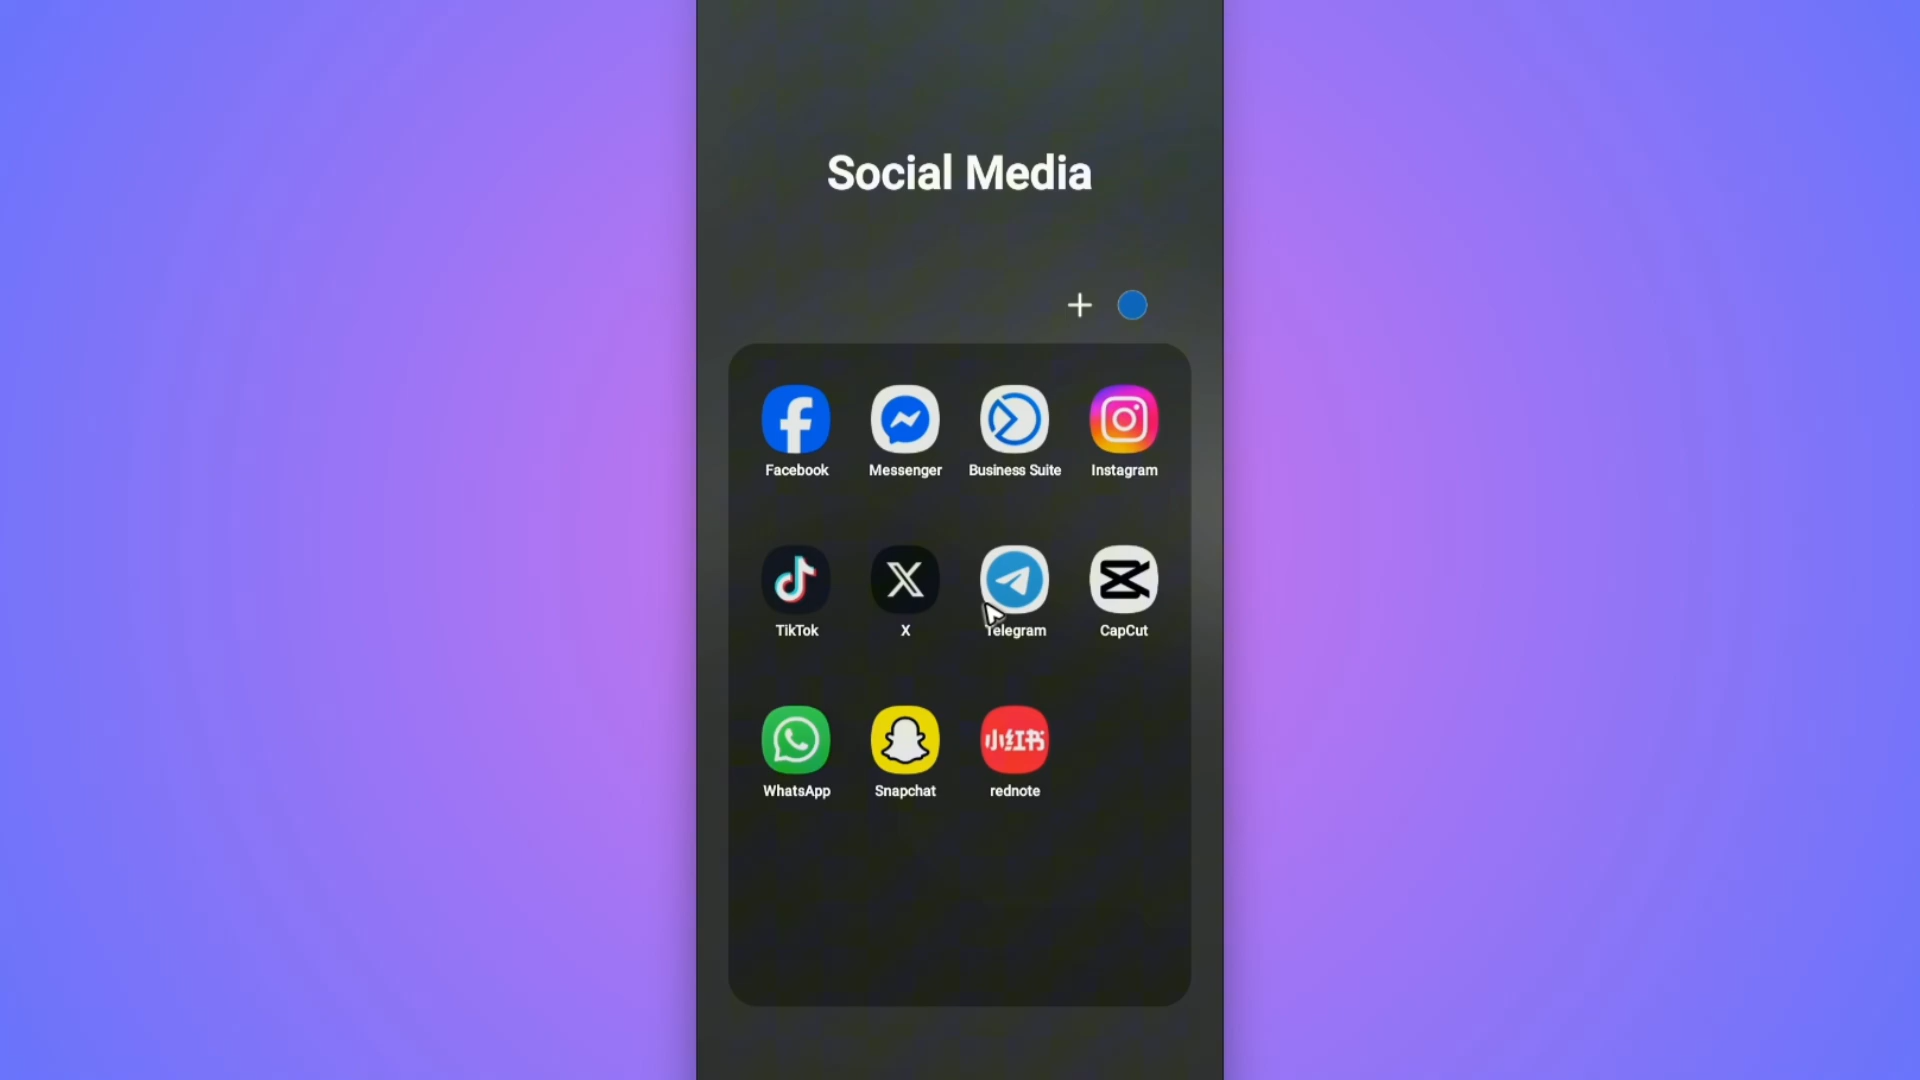 Social Media
Facebook
Messenger
Business Suite
Instagram
TikTok
X
Telegram
CapCut
小红书
WhatsApp
Snapchat
rednote